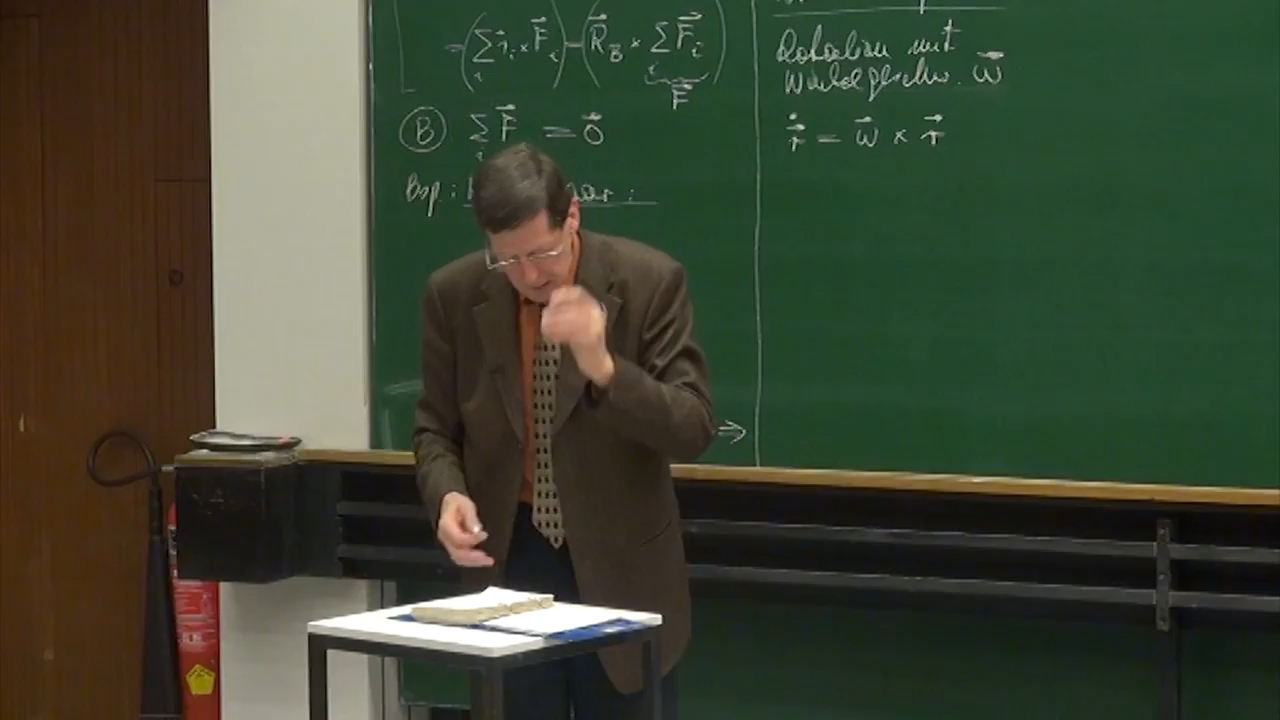 = (∑ᵢ r⃗ᵢ × F⃗ᵢ) − (R⃗_B × ∑ᵢ F⃗ᵢ)
F⃗
Ⓑ ∑ᵢ F⃗ = 0⃗
Bsp.:
⇒
Rotation mit
Winkelgeschw. ω⃗
ṙ⃗ = ω⃗ × r⃗